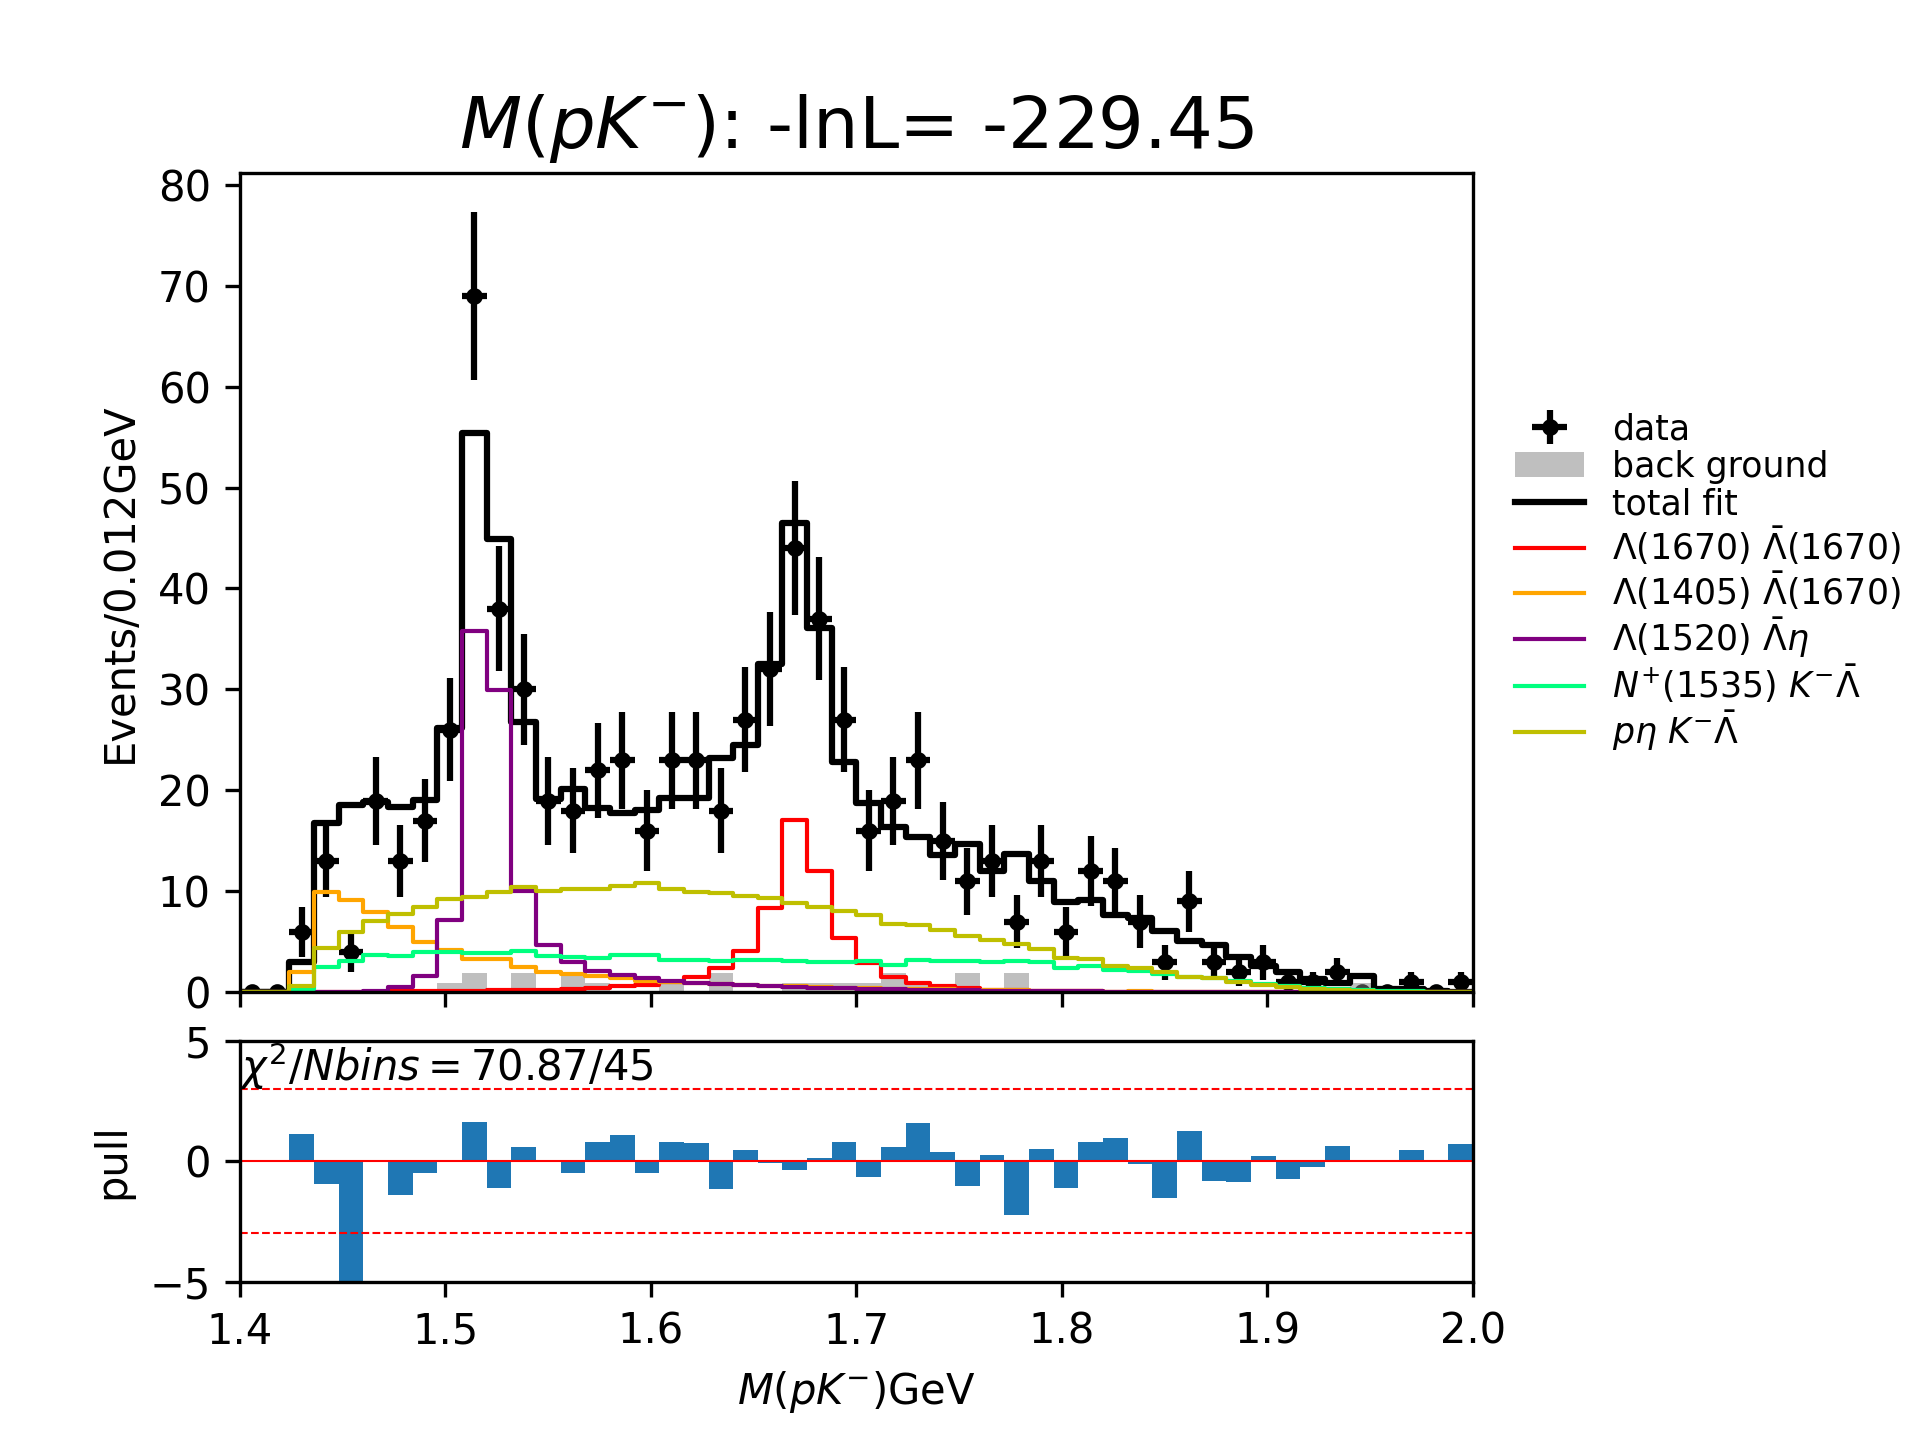 M(pK⁻): -lnL= -229.45
80
70
60
50
40
30
20
10
0
Events/0.012GeV
data
back ground
total fit
Λ(1670) Λ̄(1670)
Λ(1405) Λ̄(1670)
Λ(1520) Λ̄η
N⁺(1535) K⁻Λ̄
pη K⁻Λ̄
χ²/Nbins = 70.87/45
5
0
−5
pull
1.4 1.5 1.6 1.7 1.8 1.9 2.0
M(pK⁻)GeV